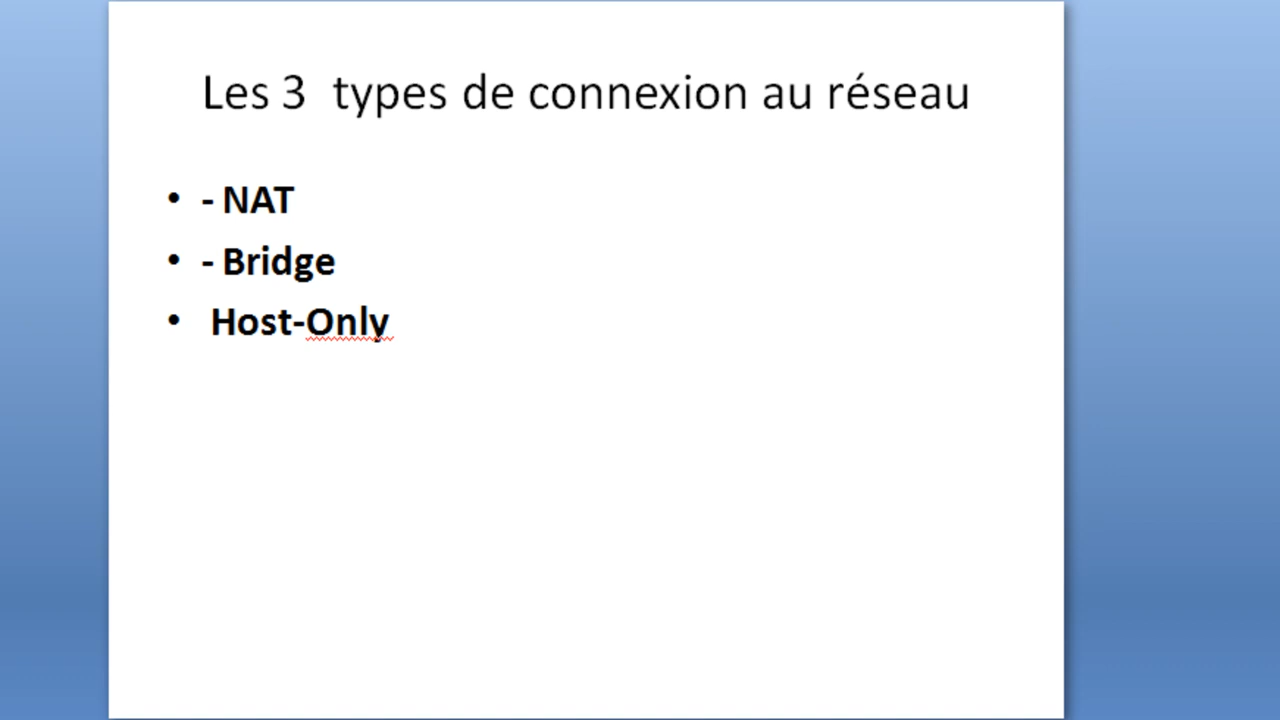 Les 3  types de connexion au réseau
• - NAT
• - Bridge
•  Host-Only